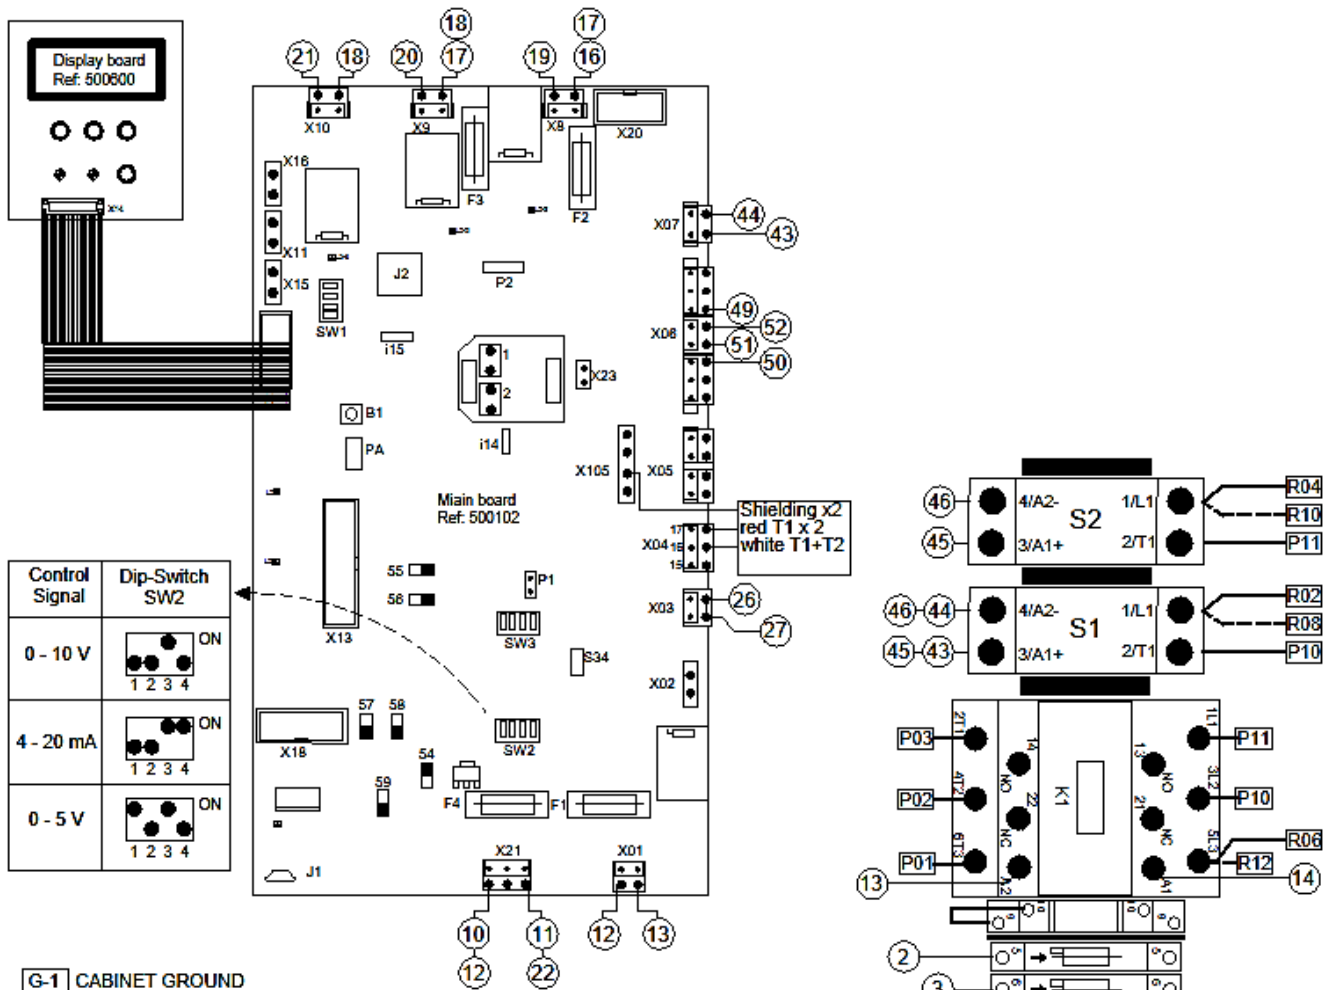 18
17
21
18
20
17
19
16
Display board
Ref: 500600
X10
X9
X8
X20
X16
F3
F2
X11
X15
J2
P2
SW1
i15
X07
44
43
49
X06
52
51
50
1
2
X23
B1
PA
i14
X105
X05
Miain board
Ref: 500102
Shielding x2
red T1 x 2
white T1+T2
17
X04
16
15
55
56
P1
X13
SW3
S34
X03
26
27
X02
57
58
X18
SW2
54
59
F4
F1
J1
X21
X01
10
11
12
13
12
22
Control
Signal
Dip-Switch
SW2
0 - 10 V
ON
1 2 3 4
4 - 20 mA
ON
1 2 3 4
0 - 5 V
ON
1 2 3 4
46
4/A2-
S2
1/L1
R04
R10
45
3/A1+
2/T1
P11
46
44
4/A2-
S1
1/L1
R02
R08
45
43
3/A1+
2/T1
P10
P03
2T1
14
NO
K1
13
NO
1L1
P11
P02
4T2
22
NC
21
NC
3L2
P10
P01
6T3
A2
A1
5L3
R06
R12
13
14
2
5
3
6
G-1 CABINET GROUND